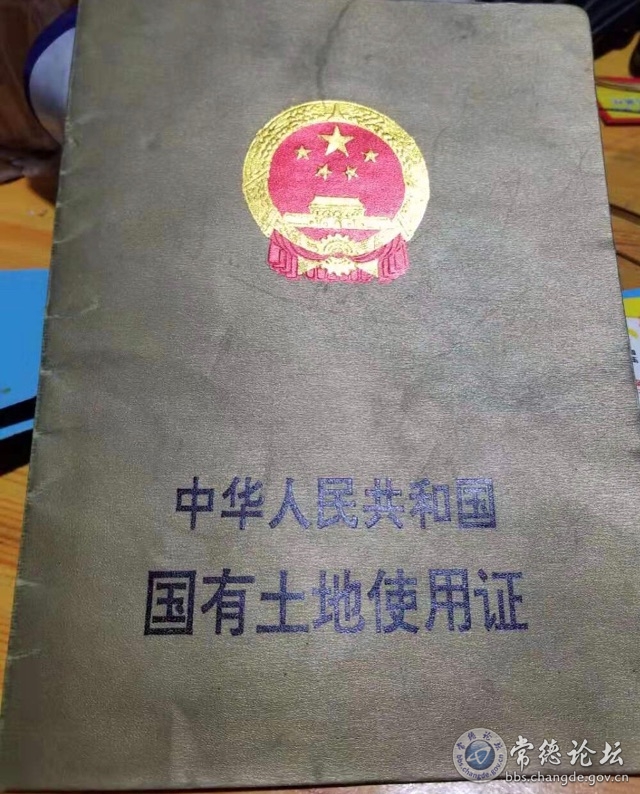 中华人民共和国
国有土地使用证
常德论坛
bbs.changde.gov.cn